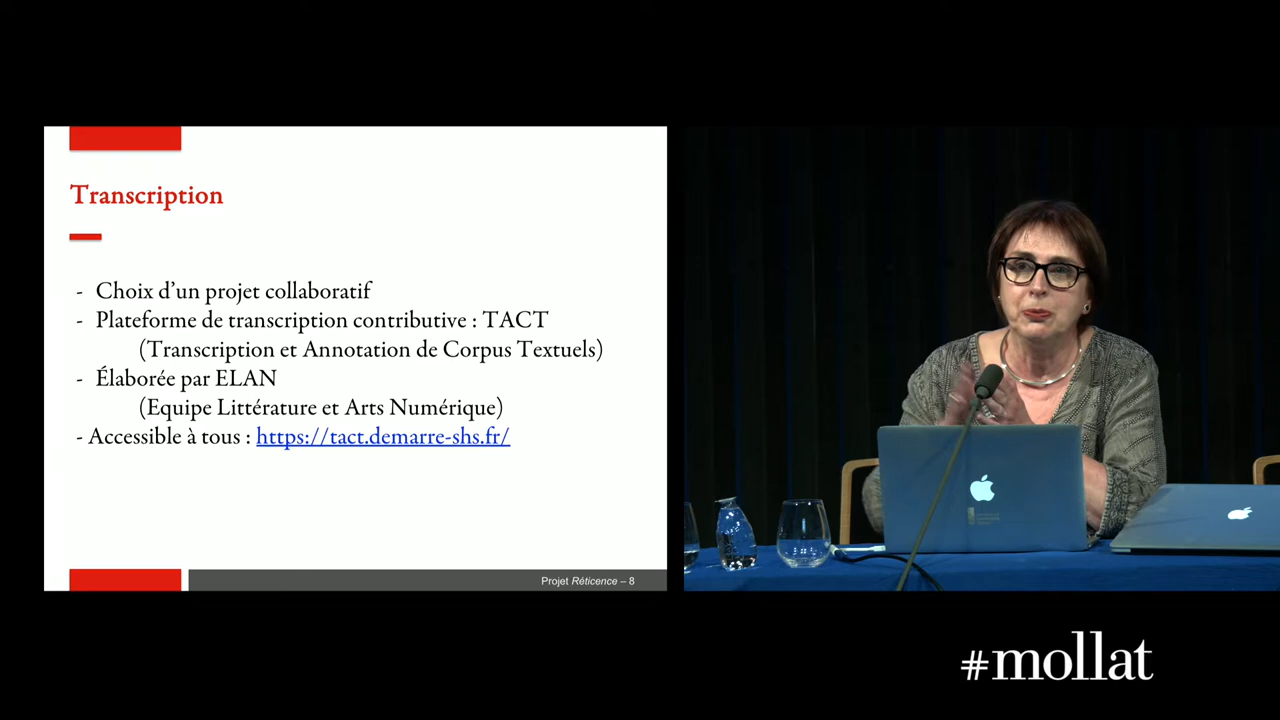 Transcription
- Choix d'un projet collaboratif
- Plateforme de transcription contributive : TACT
(Transcription et Annotation de Corpus Textuels)
- Élaborée par ELAN
(Equipe Littérature et Arts Numérique)
- Accessible à tous : https://tact.demarre-shs.fr/
Projet Réticence – 8
#mollat